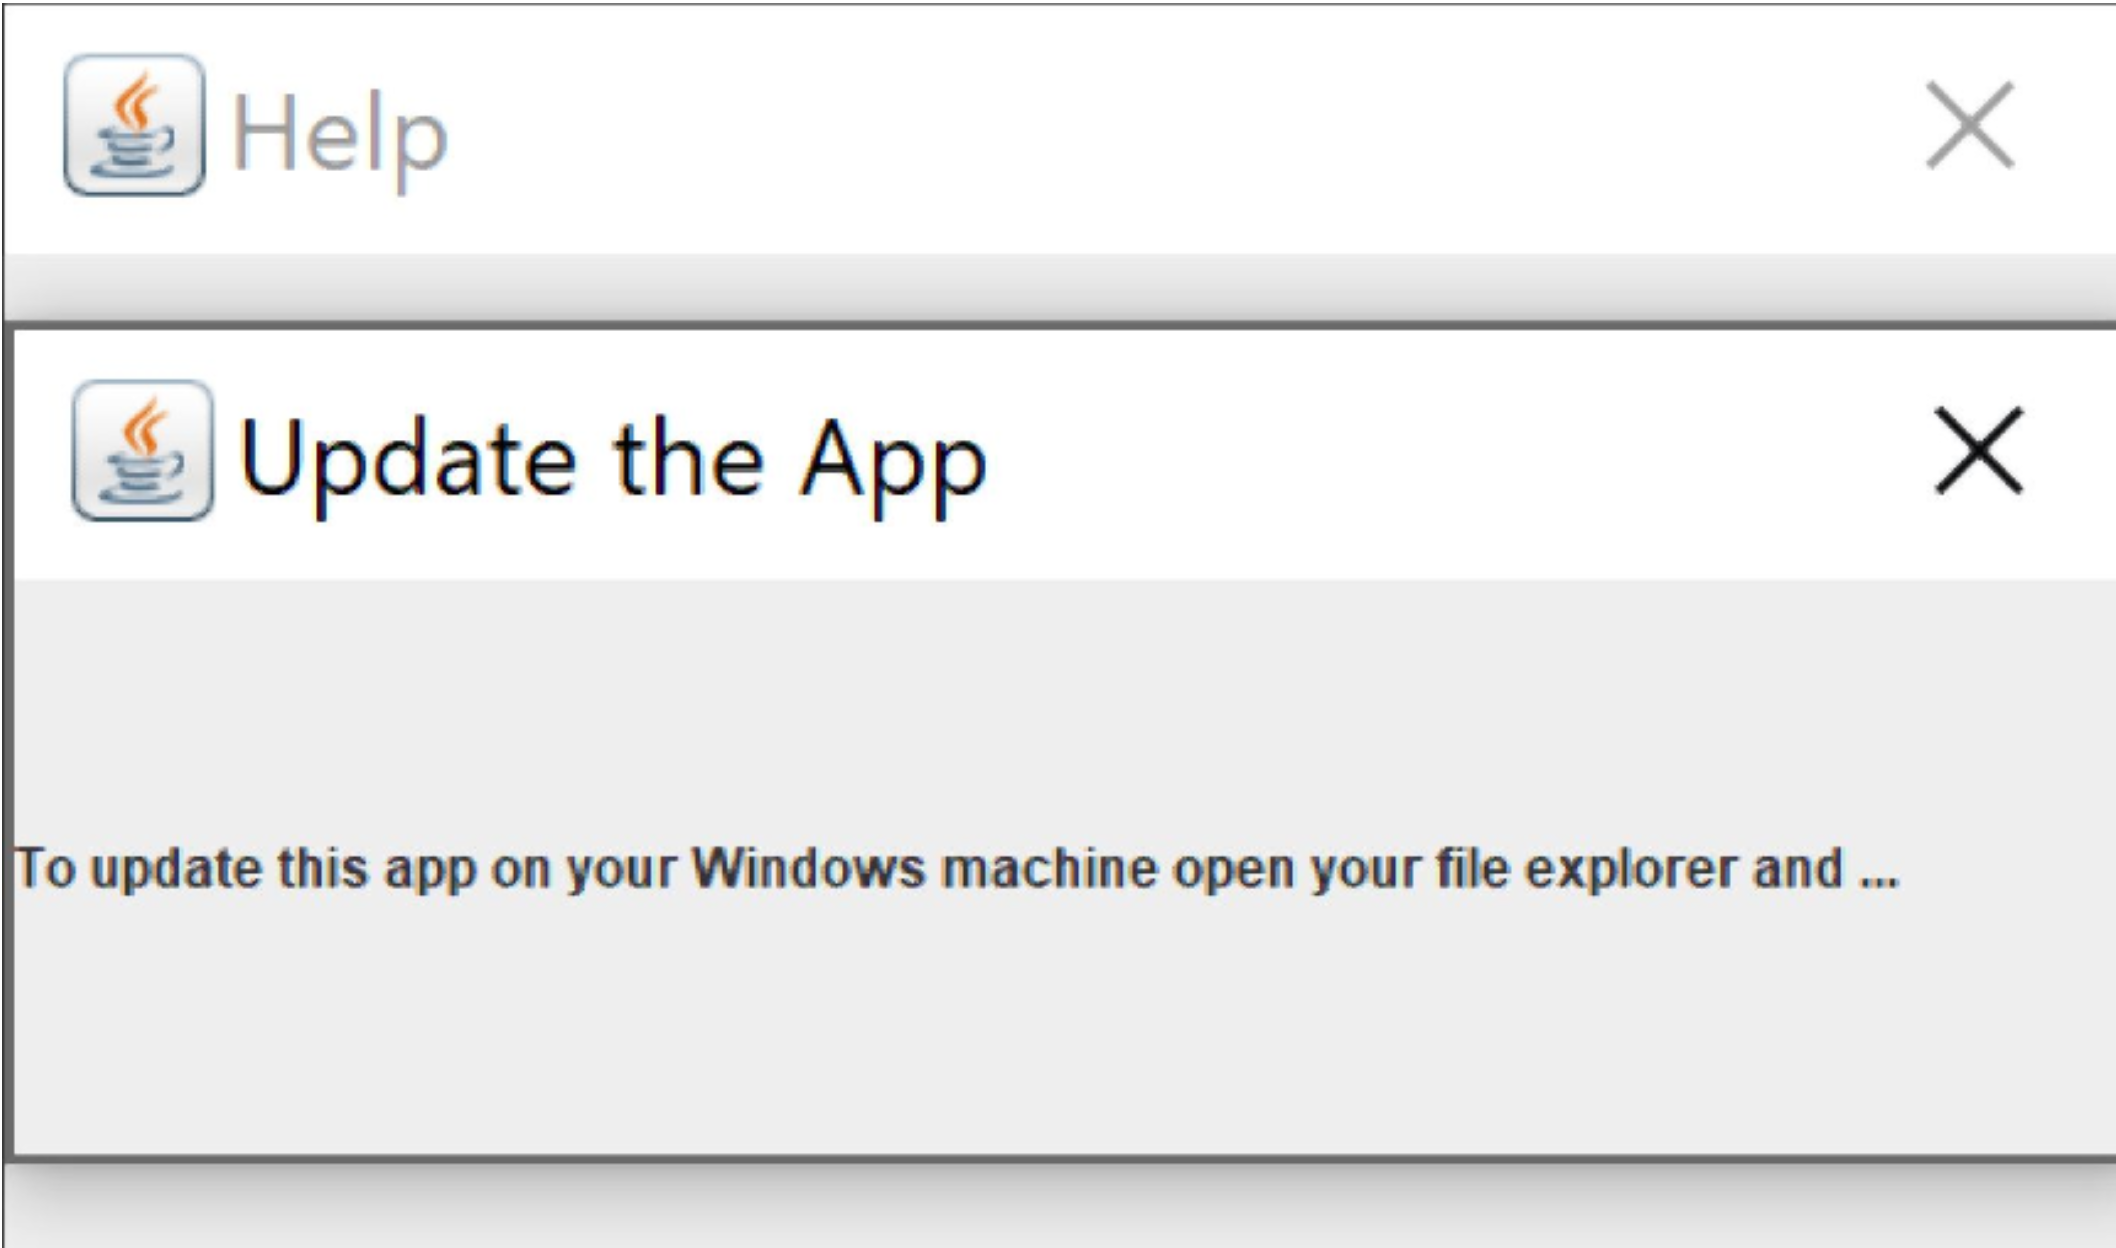 Help
Update the App
To update this app on your Windows machine open your file explorer and ...